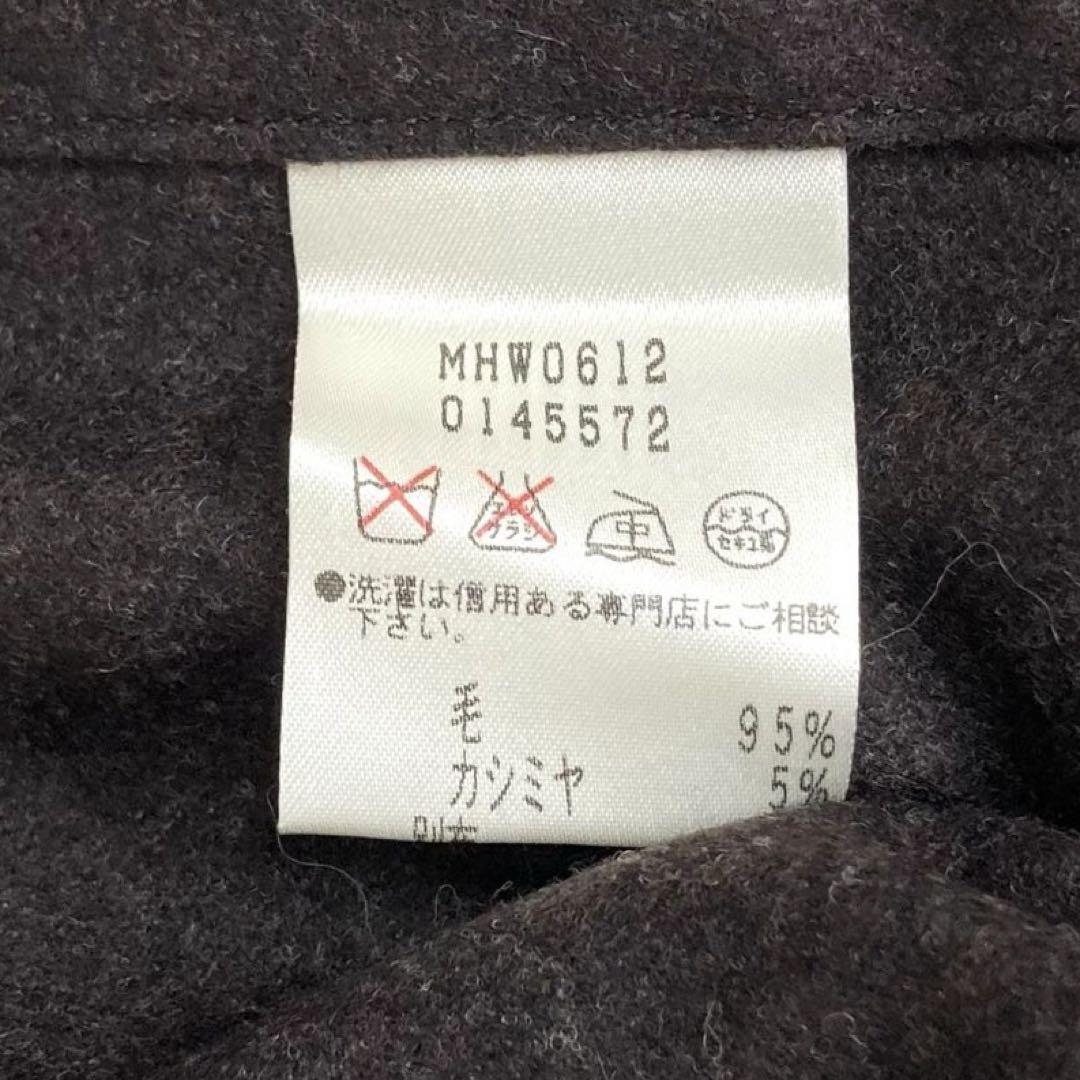 MHW0612
0145572
中
ドライ
セキユ系
●洗濯は信用ある専門店にご相談
下さい。
毛 95%
カシミヤ 5%